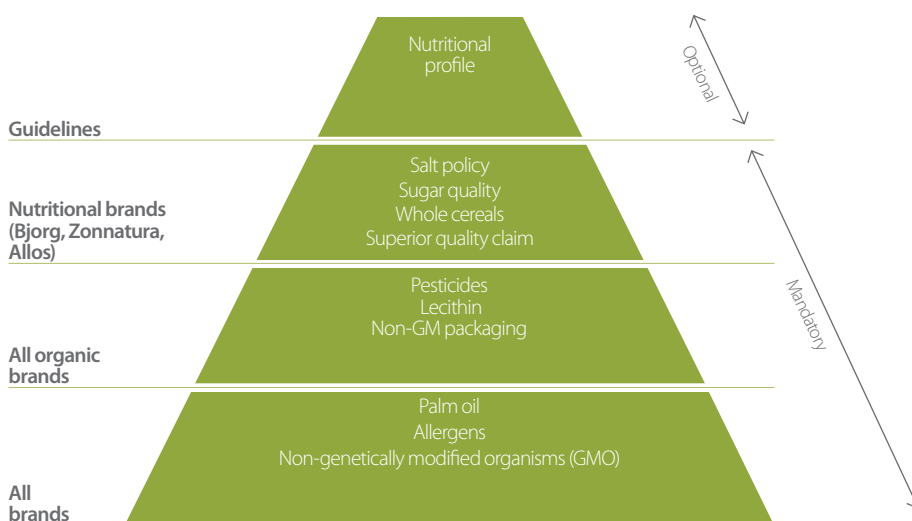 Nutritional
profile
Optional
Guidelines
Salt policy
Sugar quality
Whole cereals
Superior quality claim
Nutritional brands
(Bjorg, Zonnatura,
Allos)
Mandatory
Pesticides
Lecithin
Non-GM packaging
All organic
brands
Palm oil
Allergens
Non-genetically modified organisms (GMO)
All
brands